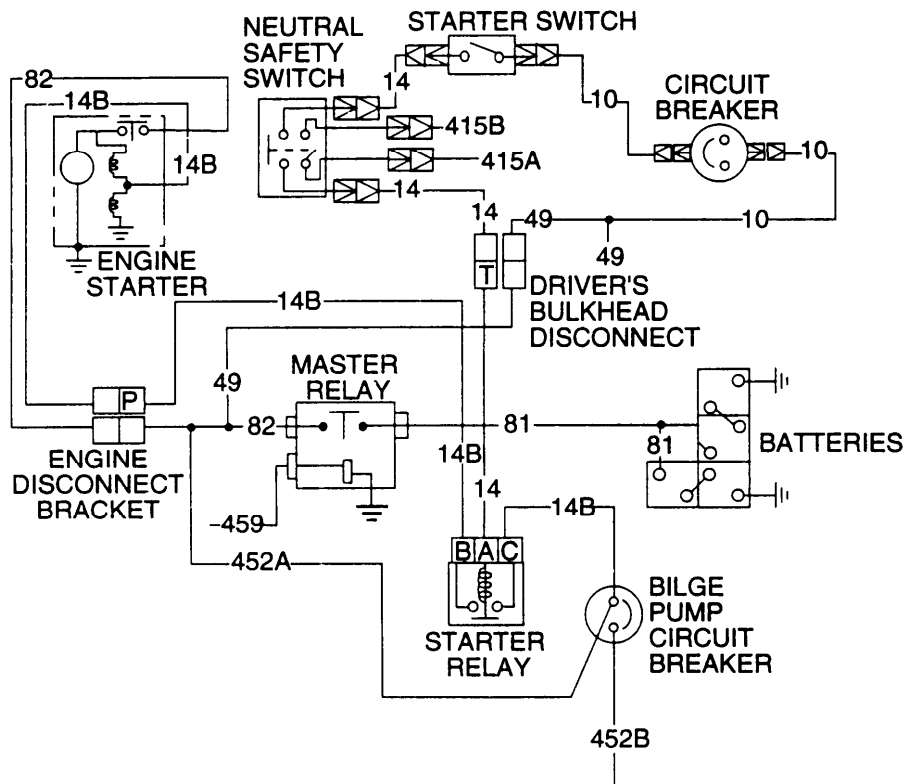 STARTER SWITCH
NEUTRAL
SAFETY
SWITCH
82
14
CIRCUIT
BREAKER
14B
10
415B
14B
415A
10
14
14
49
10
49
ENGINE
STARTER
T
DRIVER'S
BULKHEAD
DISCONNECT
14B
MASTER
RELAY
49
P
82
81
81
BATTERIES
ENGINE
DISCONNECT
BRACKET
14B
14
459
14B
452A
B A C
BILGE
PUMP
CIRCUIT
BREAKER
STARTER
RELAY
452B